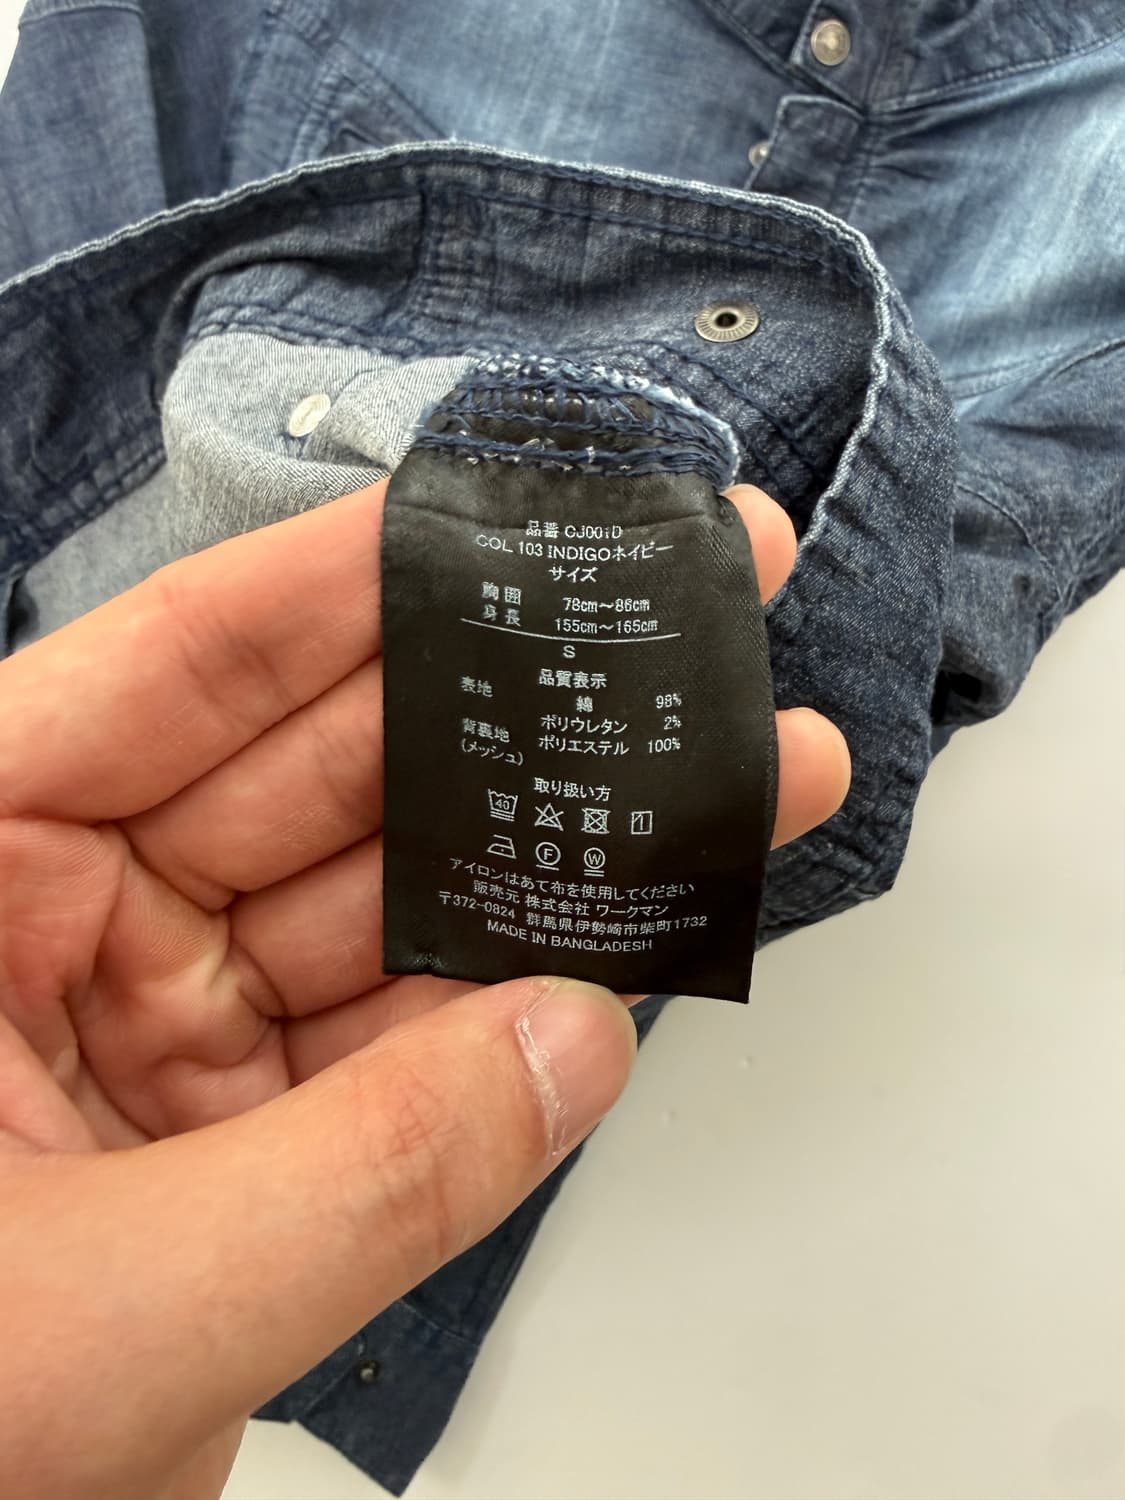 品番 CJ001D
COL 103 INDIGOネイビー
サイズ
胸囲 78cm～86cm
身長 155cm～165cm
S
品質表示
表地 綿 98%
ポリウレタン 2%
背裏地 ポリエステル 100%
(メッシュ)
取り扱い方
40
F W
アイロンはあて布を使用してください
販売元 株式会社 ワークマン
〒372-0824 群馬県伊勢崎市柴町1732
MADE IN BANGLADESH